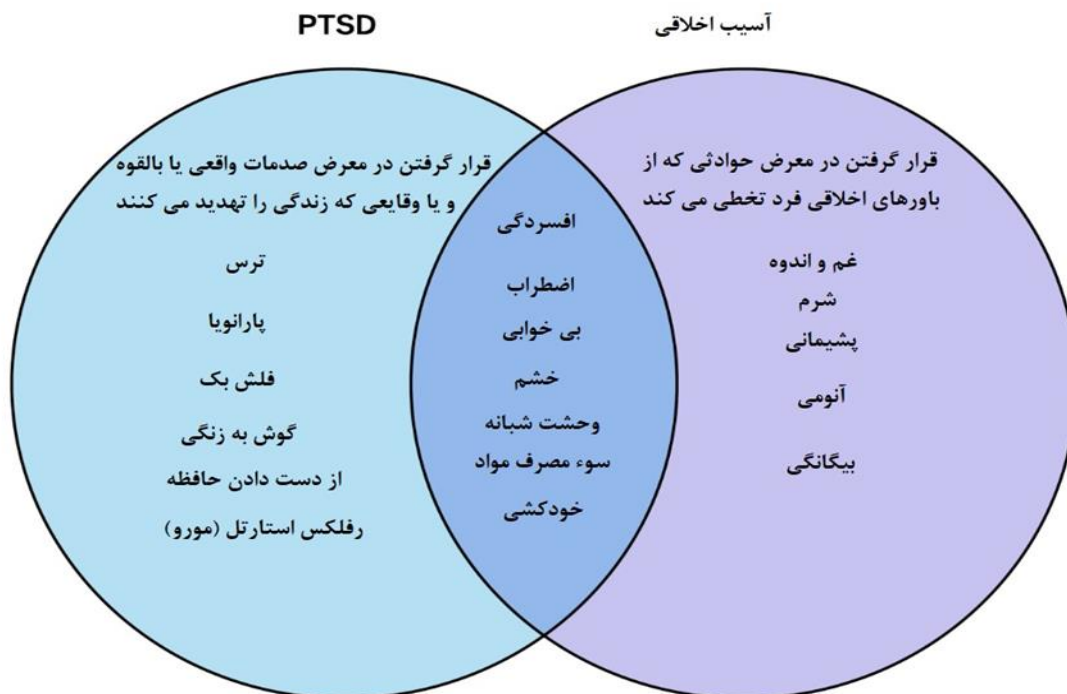 PTSD
آسیب اخلاقی
قرار گرفتن در معرض صدمات واقعی یا بالقوه
و یا وقایعی که زندگی را تهدید می کنند
ترس
پارانویا
فلش بک
گوش به زنگی
از دست دادن حافظه
رفلکس استارتل (مورو)
افسردگی
اضطراب
بی خوابی
خشم
وحشت شبانه
سوء مصرف مواد
خودکشی
قرار گرفتن در معرض حوادثی که از
باورهای اخلاقی فرد تخطی می کند
غم و اندوه
شرم
پشیمانی
آنومی
بیگانگی